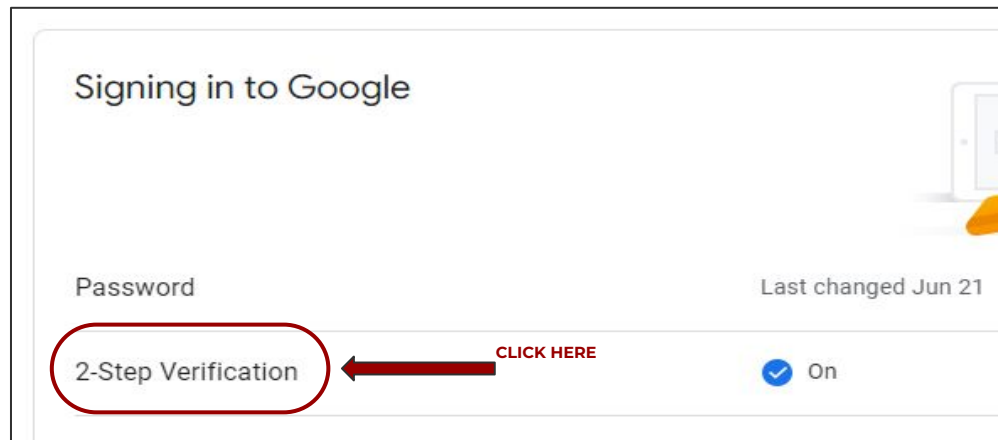 Signing in to Google
Password Last changed Jun 21
2-Step Verification CLICK HERE On